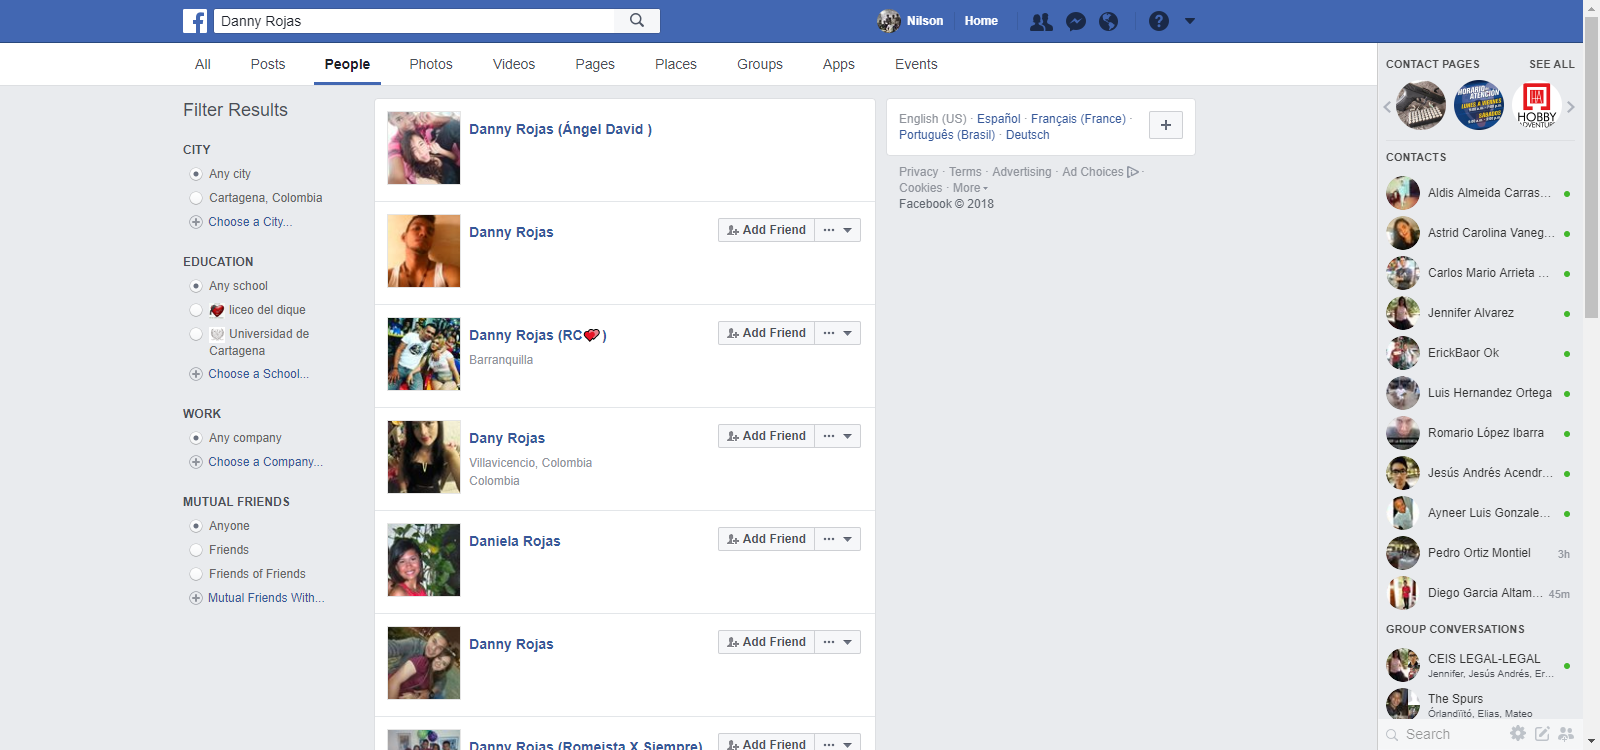 Danny Rojas
Nilson
Home
All
Posts
People
Photos
Videos
Pages
Places
Groups
Apps
Events
Filter Results
CITY
Any city
Cartagena, Colombia
Choose a City...
EDUCATION
Any school
liceo del dique
Universidad de
Cartagena
Choose a School...
WORK
Any company
Choose a Company...
MUTUAL FRIENDS
Anyone
Friends
Friends of Friends
Mutual Friends With...
Danny Rojas (Ángel David )
Danny Rojas
Add Friend
Danny Rojas (RC💕)
Barranquilla
Add Friend
Dany Rojas
Villavicencio, Colombia
Colombia
Add Friend
Daniela Rojas
Add Friend
Danny Rojas
Add Friend
Danny Rojas (Romeista X Siempre)
Add Friend
English (US) · Español · Français (France) ·
Português (Brasil) · Deutsch
Privacy · Terms · Advertising · Ad Choices ·
Cookies · More
Facebook © 2018
CONTACT PAGES
SEE ALL
HORARIO DE
ATENCIÓN
LUNES A VIERNES
SÁBADOS
HOBBY
ADVENTURE
CONTACTS
Aldis Almeida Carras...
Astrid Carolina Vaneg...
Carlos Mario Arrieta ...
Jennifer Alvarez
ErickBaor Ok
Luis Hernandez Ortega
Romario López Ibarra
Jesús Andrés Acendr...
Ayneer Luis Gonzale...
Pedro Ortiz Montiel 3h
Diego Garcia Altam... 45m
GROUP CONVERSATIONS
CEIS LEGAL-LEGAL
Jennifer, Jesús Andrés, Er...
The Spurs
Órlandïïtó, Elias, Mateo
Search